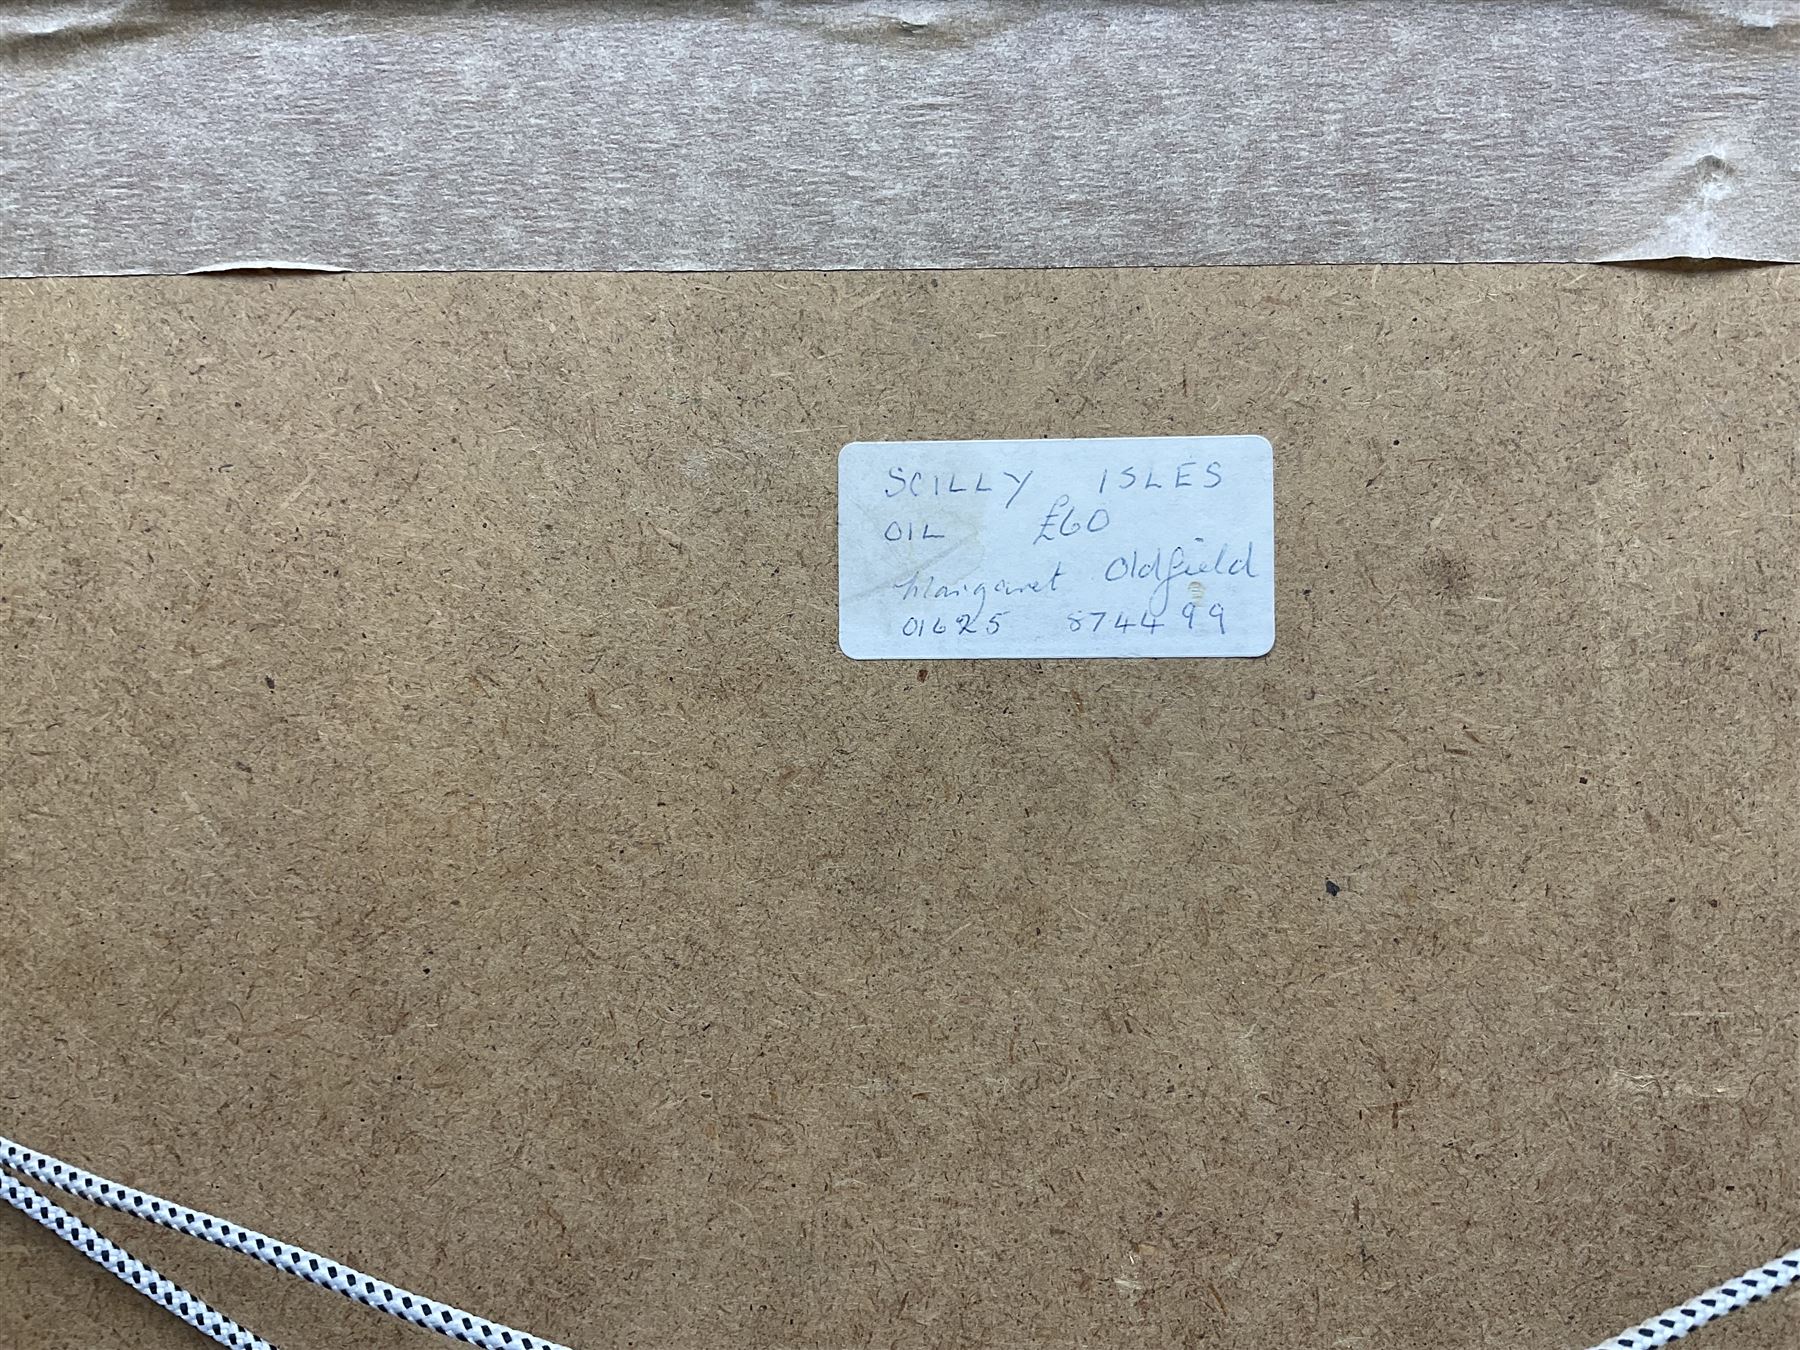 SCILLY ISLES
OIL £60
Margaret Oldfield
01625 874499